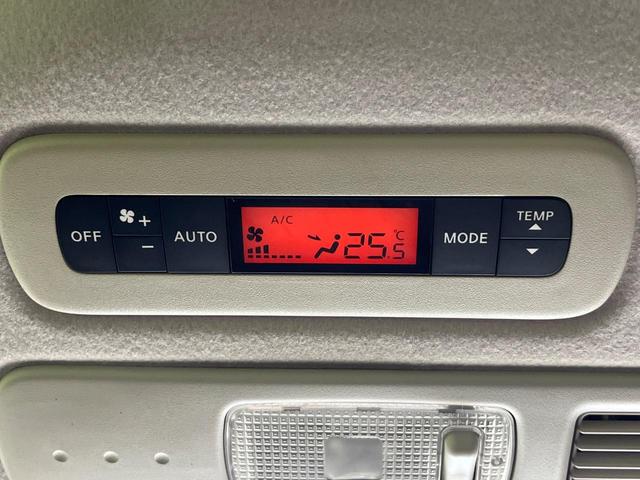 OFF
+
−
AUTO
A/C
25.5°C
MODE
TEMP